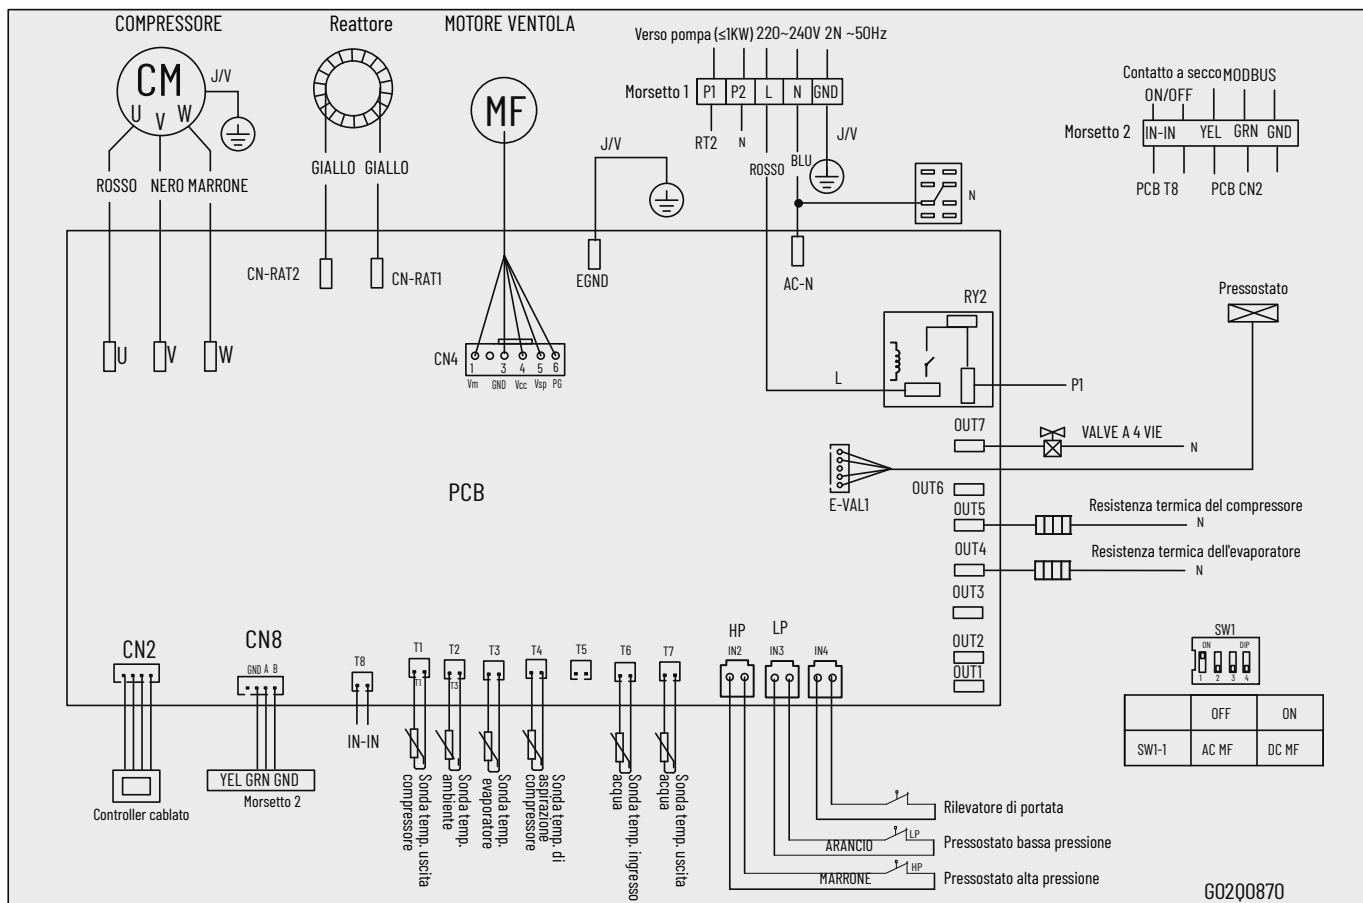 COMPRESSORE
Reattore
MOTORE VENTOLA
Verso pompa (≤1KW) 220~240V 2N ~50Hz
Contatto a secco MODBUS
ON/OFF
CM
U V W
J/V
MF
Morsetto 1
P1 P2 L N GND
RT2
N
ROSSO
BLU
J/V
Morsetto 2
IN-IN YEL GRN GND
PCB T8
PCB CN2
ROSSO
NERO
MARRONE
GIALLO
GIALLO
J/V
N
CN-RAT2
CN-RAT1
EGND
AC-N
RY2
Pressostato
U
V
W
CN4
1 3 4 5 6
Vm GND Vcc Vsp PG
L
P1
OUT7
VALVE A 4 VIE
N
PCB
E-VAL1
OUT6
OUT5
Resistenza termica del compressore
N
OUT4
Resistenza termica dell'evaporatore
N
OUT3
OUT2
OUT1
CN2
CN8
GND A B
T8
T1
T1
T2
T3
T3
T4
T5
T6
T7
HP
IN2
LP
IN3
IN4
SW1
ON DIP
1 2 3 4
OFF ON
SW1-1 AC MF DC MF
IN-IN
YEL GRN GND
Morsetto 2
Controller cablato
Sonda temp. uscita
compressore
Sonda temp.
ambiente
Sonda temp.
evaporatore
Sonda temp. di
aspirazione
compressore
Sonda temp. ingresso
acqua
Sonda temp. uscita
acqua
Rilevatore di portata
ARANCIO
LP
Pressostato bassa pressione
MARRONE
HP
Pressostato alta pressione
G02Q0870